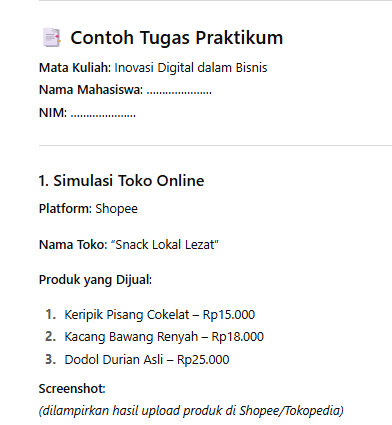 Contoh Tugas Praktikum
Mata Kuliah: Inovasi Digital dalam Bisnis
Nama Mahasiswa: .....................
NIM: .....................
1. Simulasi Toko Online
Platform: Shopee
Nama Toko: “Snack Lokal Lezat”
Produk yang Dijual:
1. Keripik Pisang Cokelat – Rp15.000
2. Kacang Bawang Renyah – Rp18.000
3. Dodol Durian Asli – Rp25.000
Screenshot:
(dilampirkan hasil upload produk di Shopee/Tokopedia)